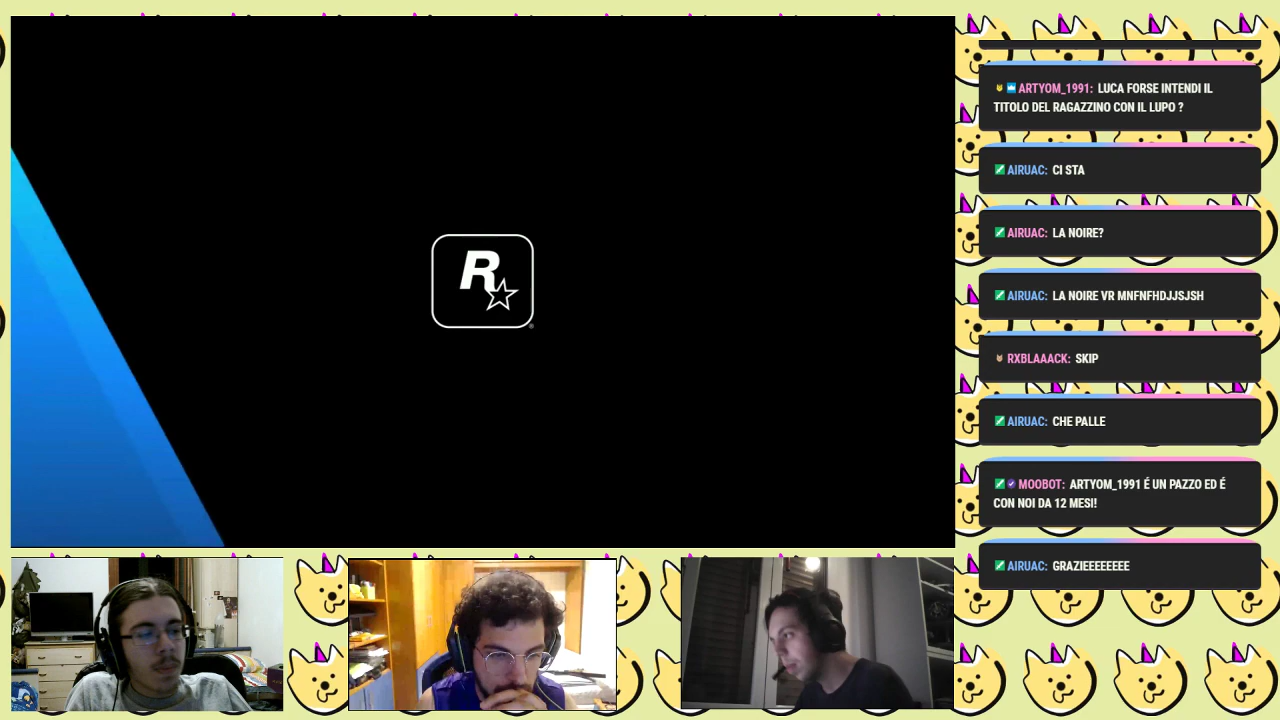 R
®
ARTYOM_1991: LUCA FORSE INTENDI IL
TITOLO DEL RAGAZZINO CON IL LUPO ?
AIRUAC: CI STA
AIRUAC: LA NOIRE?
AIRUAC: LA NOIRE VR MNFNFHDJJSJSH
RXBLAAACK: SKIP
AIRUAC: CHE PALLE
MOOBOT: ARTYOM_1991 É UN PAZZO ED É
CON NOI DA 12 MESI!
AIRUAC: GRAZIEEEEEEEE